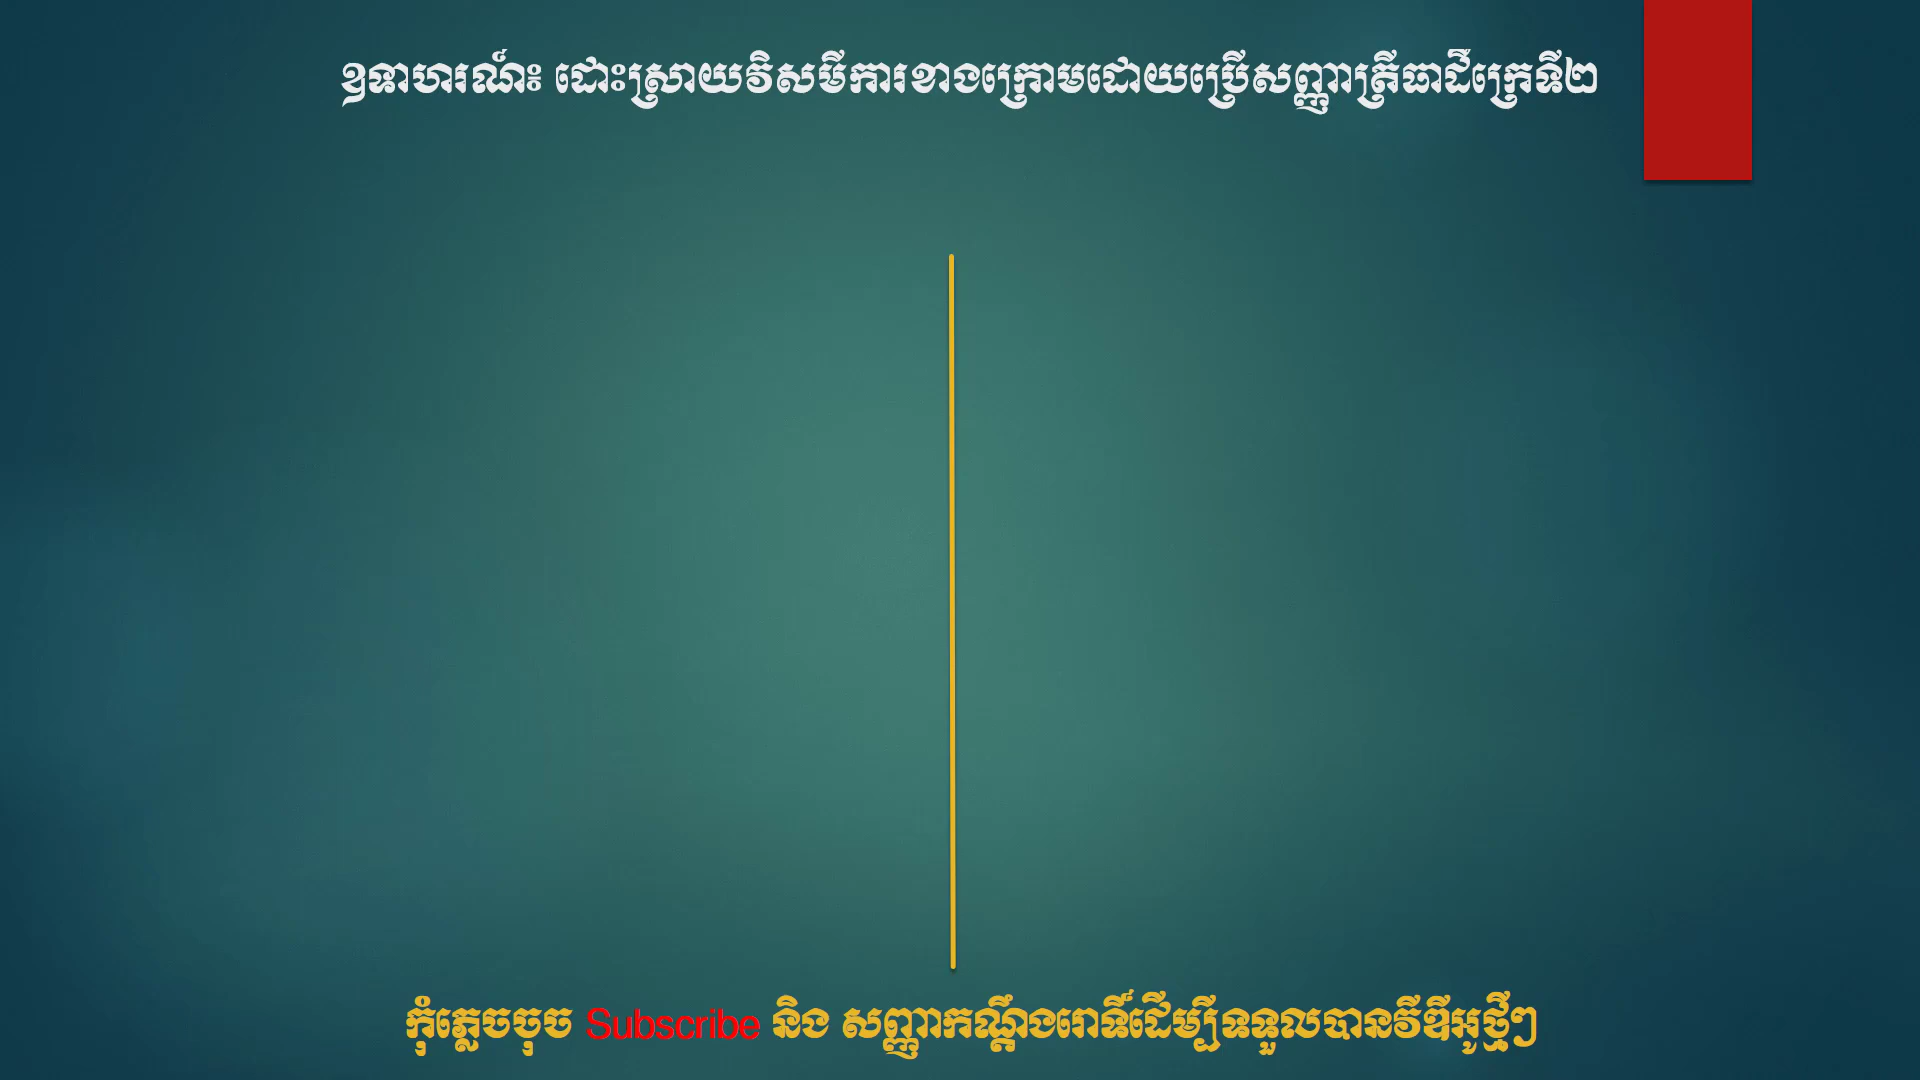 ឧទាហរណ៍៖ ដោះស្រាយវិសមីការខាងក្រោមដោយប្រើសញ្ញាត្រីធាដឺក្រេទី២
កុំភ្លេចចុច Subscribe និង សញ្ញាកណ្ដឹងរោទិ៍ដើម្បីទទួលបានវីឌីអូថ្មីៗ